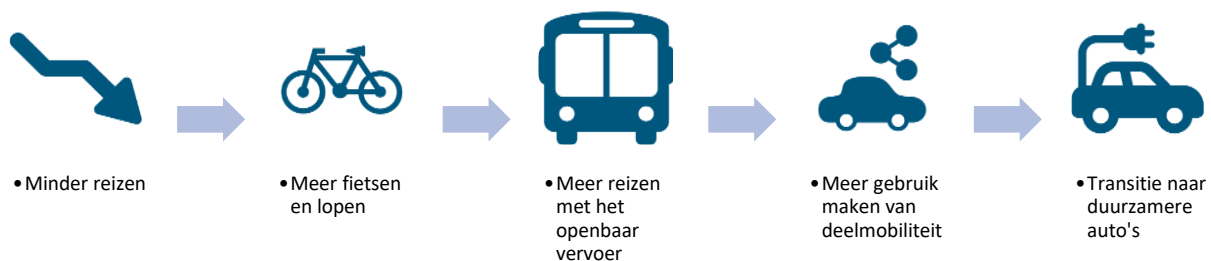 •Minder reizen
•Meer fietsen
en lopen
•Meer reizen
met het
openbaar
vervoer
•Meer gebruik
maken van
deelmobiliteit
•Transitie naar
duurzamere
auto's